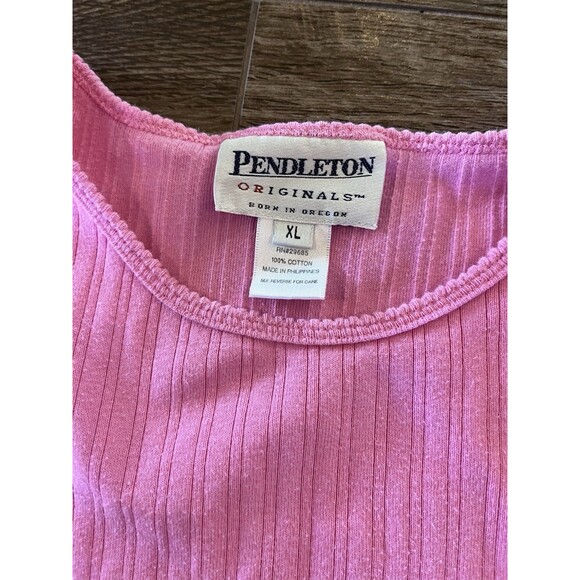 PENDLETON
ORIGINALS™
BORN IN OREGON
XL
RN#29685
100% COTTON
MADE IN PHILIPPINES
SEE REVERSE FOR CARE